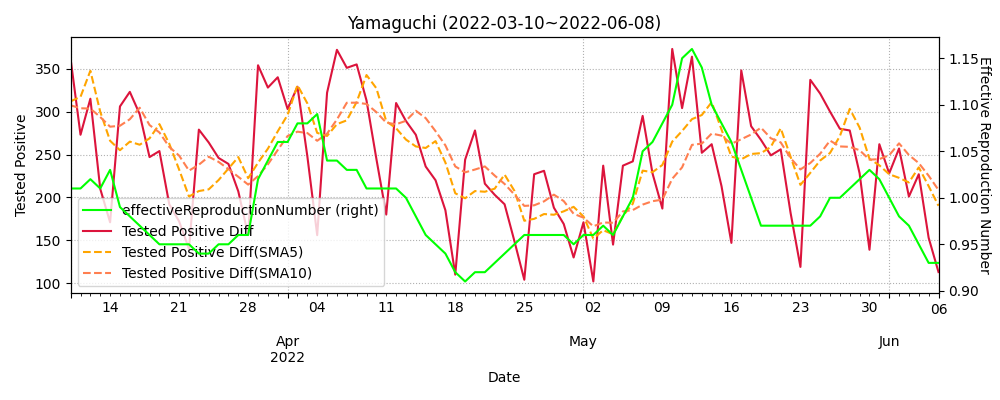 Yamaguchi (2022-03-10~2022-06-08)
Tested Positive
350
300
250
200
150
100
1.15
1.10
1.05
1.00
0.95
0.90
Effective Reproduction Number
effectiveReproductionNumber (right)
Tested Positive Diff
Tested Positive Diff(SMA5)
Tested Positive Diff(SMA10)
14 21 28 04 11 18 25 02 09 16 23 30 06
Apr May Jun
2022
Date